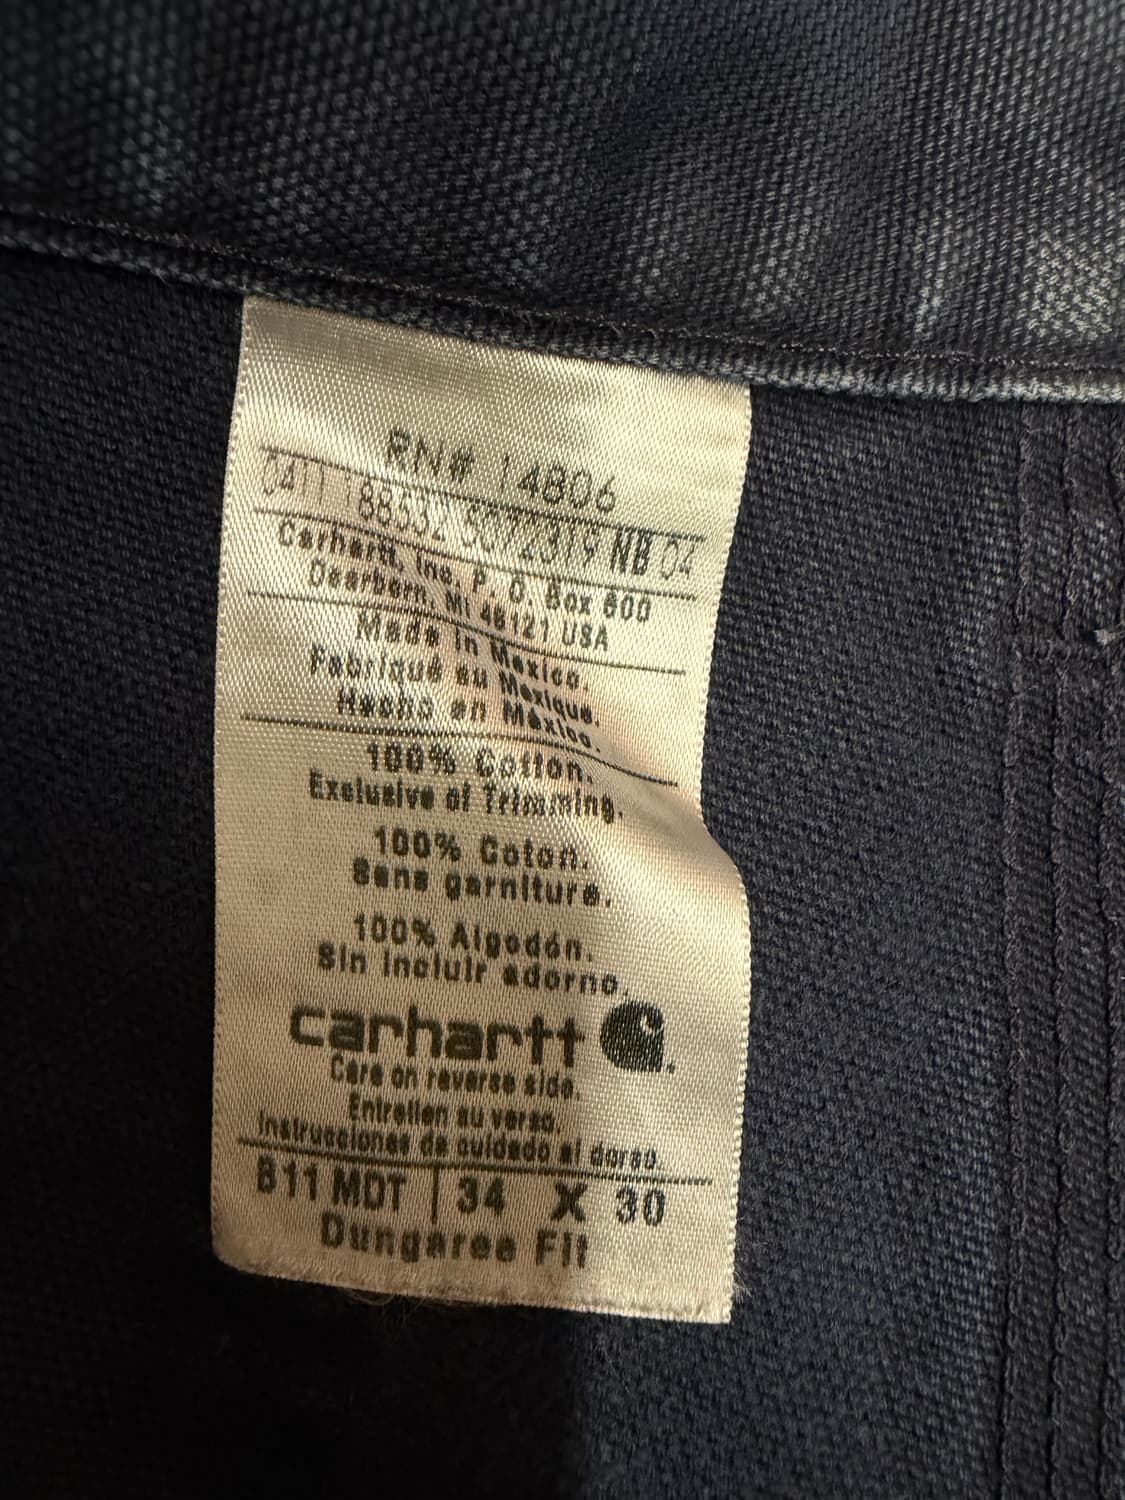 RN# 14806
0411 188532 5072319 NB 04
Carhartt, Inc. P. O. Box 600
Dearborn, MI 48121 USA
Made in Mexico.
Fabriqué au Mexique.
Hecho en México.
100% Cotton.
Exclusive of Trimming.
100% Coton.
Sans garniture.
100% Algodón.
Sin incluir adorno.
carhartt
Care on reverse side.
Entretien au verso.
Instrucciones de cuidado al dorso.
B11 MDT | 34 X 30
Dungaree Fit